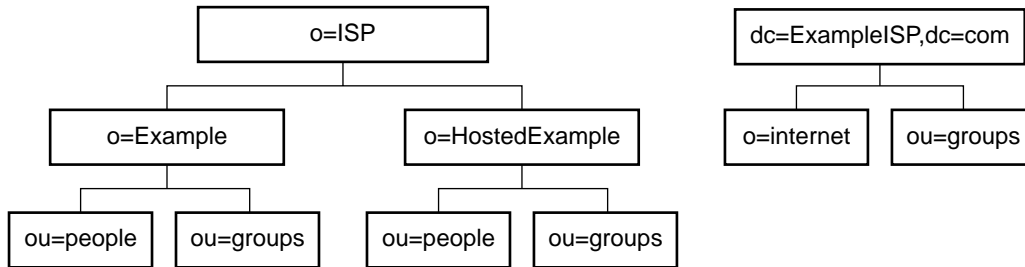 o=ISP
dc=ExampleISP,dc=com
o=Example
o=HostedExample
o=internet
ou=groups
ou=people
ou=groups
ou=people
ou=groups